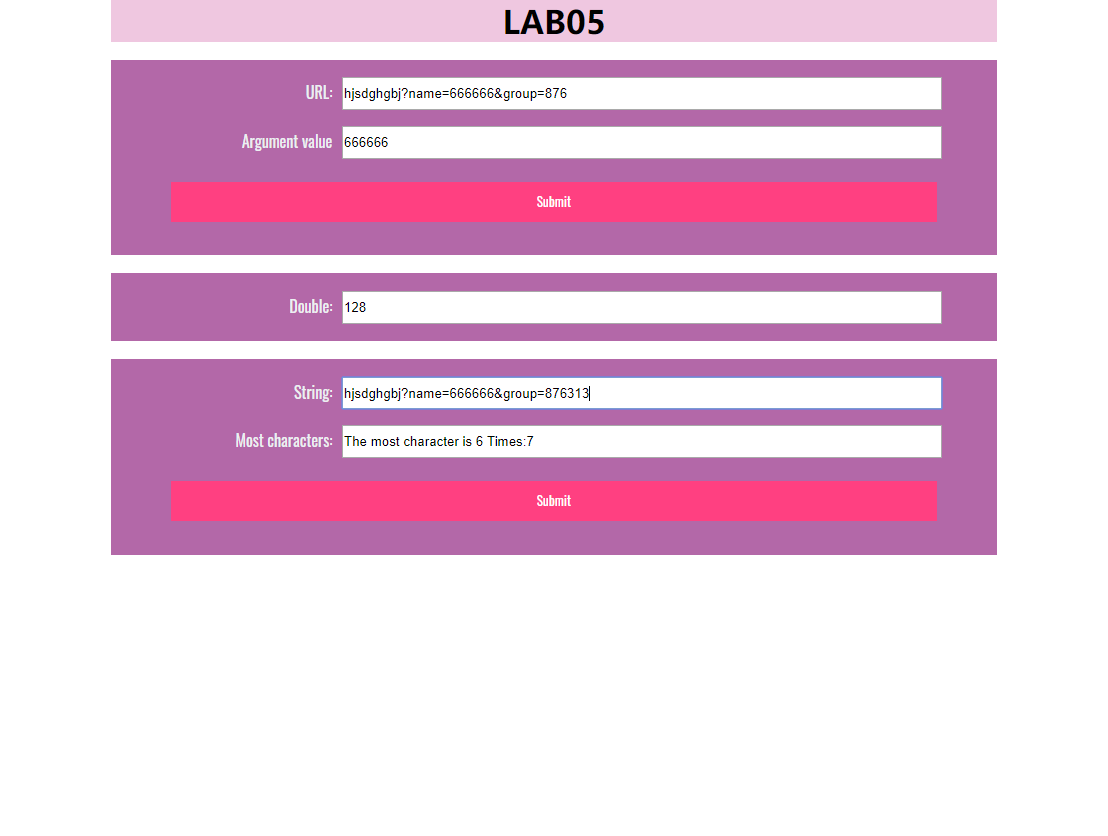 LAB05
URL: hjsdghgbj?name=666666&group=876
Argument value 666666
Submit
Double: 128
String: hjsdghgbj?name=666666&group=876313
Most characters: The most character is 6 Times:7
Submit